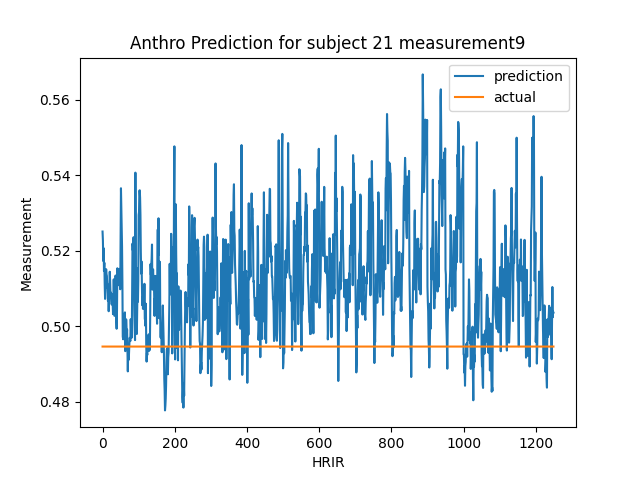 Anthro Prediction for subject 21 measurement9
prediction
actual
Measurement
0.56
0.54
0.52
0.50
0.48
0 200 400 600 800 1000 1200
HRIR